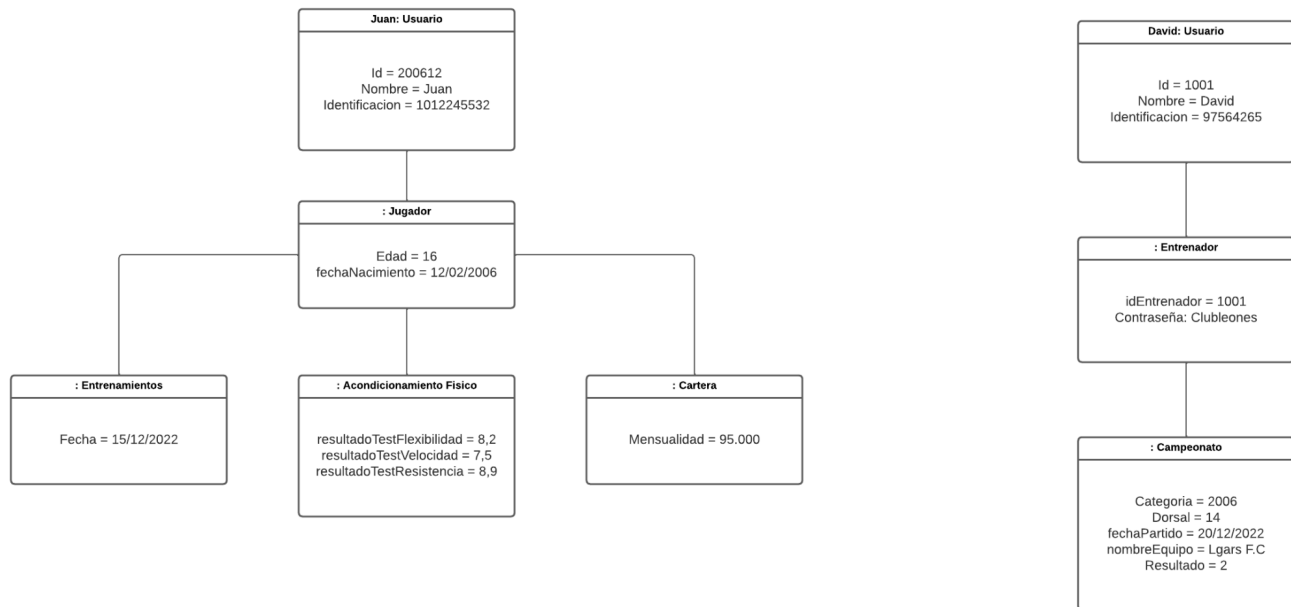 Juan: Usuario
Id = 200612
Nombre = Juan
Identificacion = 1012245532
: Jugador
Edad = 16
fechaNacimiento = 12/02/2006
: Entrenamientos
Fecha = 15/12/2022
: Acondicionamiento Fisico
resultadoTestFlexibilidad = 8,2
resultadoTestVelocidad = 7,5
resultadoTestResistencia = 8,9
: Cartera
Mensualidad = 95.000
David: Usuario
Id = 1001
Nombre = David
Identificacion = 97564265
: Entrenador
idEntrenador = 1001
Contraseña: Clubleones
: Campeonato
Categoria = 2006
Dorsal = 14
fechaPartido = 20/12/2022
nombreEquipo = Lgars F.C
Resultado = 2